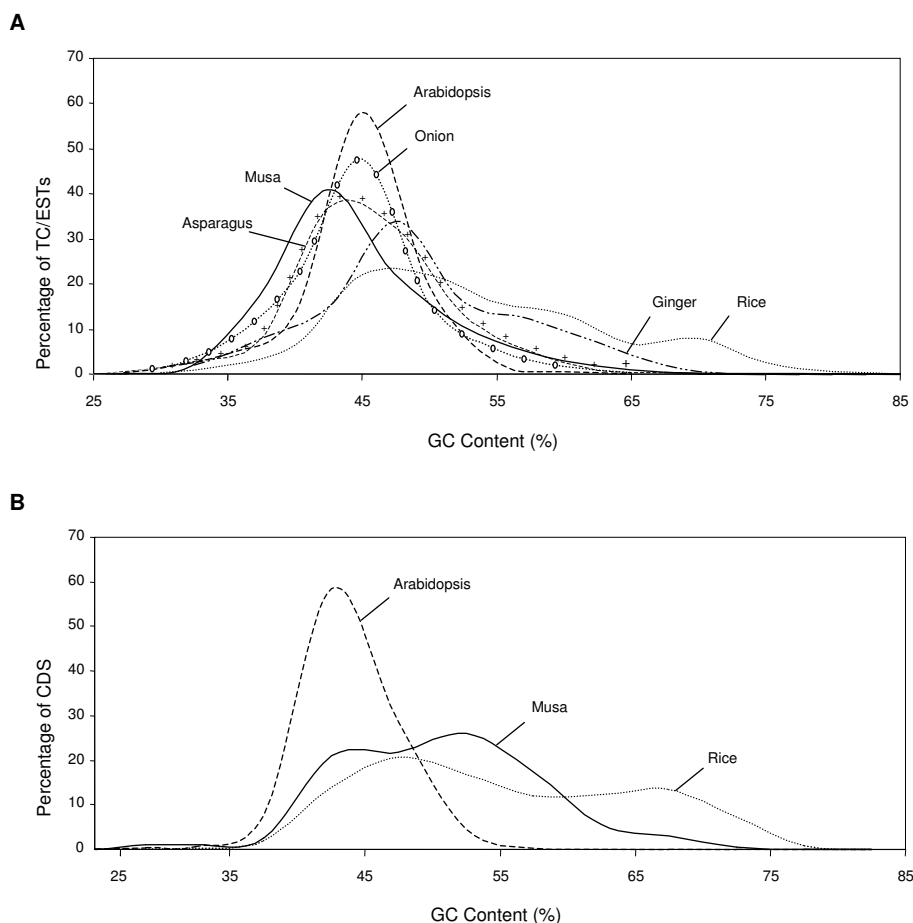 A
70
60
50
40
30
20
10
0
Percentage of TC/ESTs
Arabidopsis
Onion
Musa
Asparagus
Ginger
Rice
25 35 45 55 65 75 85
GC Content (%)
B
70
60
50
40
30
20
10
0
Percentage of CDS
Arabidopsis
Musa
Rice
25 35 45 55 65 75 85
GC Content (%)